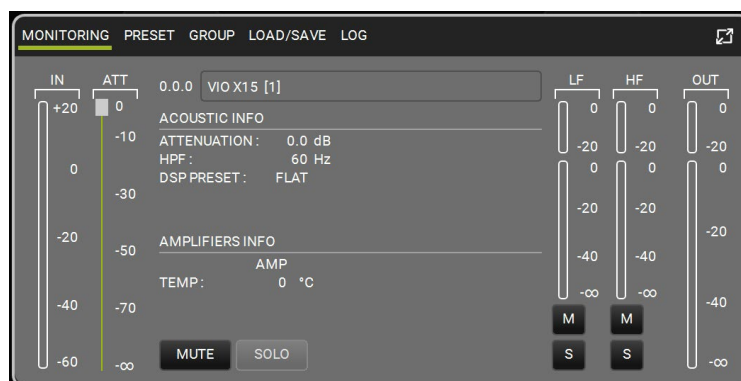 MONITORING PRESET GROUP LOAD/SAVE LOG
IN ATT LF HF OUT
0.0.0 VIO X15 [1]
+20 0 0 0 0
ACOUSTIC INFO
ATTENUATION: 0.0 dB
-10 -20 -20 -20
HPF: 60 Hz
0 0 0 0
DSP PRESET: FLAT
-30
-20 -20
-20 -20
AMPLIFIERS INFO
-50
-40 -40
AMP
TEMP: 0 °C
-∞ -∞
-40 -70 -40
M M
MUTE SOLO S S
-60 -∞ -∞